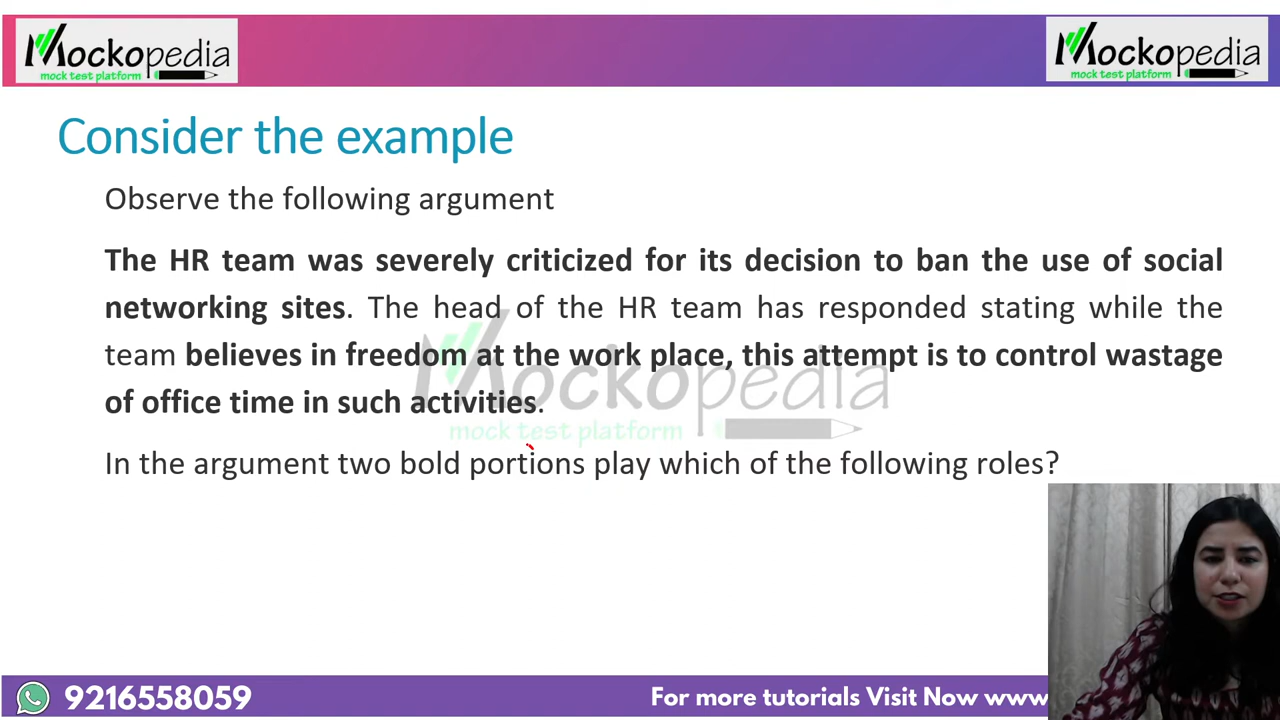 Mockopedia
mock test platform
Mockopedia
mock test platform
Consider the example
Observe the following argument
The HR team was severely criticized for its decision to ban the use of social
networking sites. The head of the HR team has responded stating while the
team believes in freedom at the work place, this attempt is to control wastage
of office time in such activities.
Mockopedia
mock test platform
In the argument two bold portions play which of the following roles?
9216558059
For more tutorials Visit Now www.